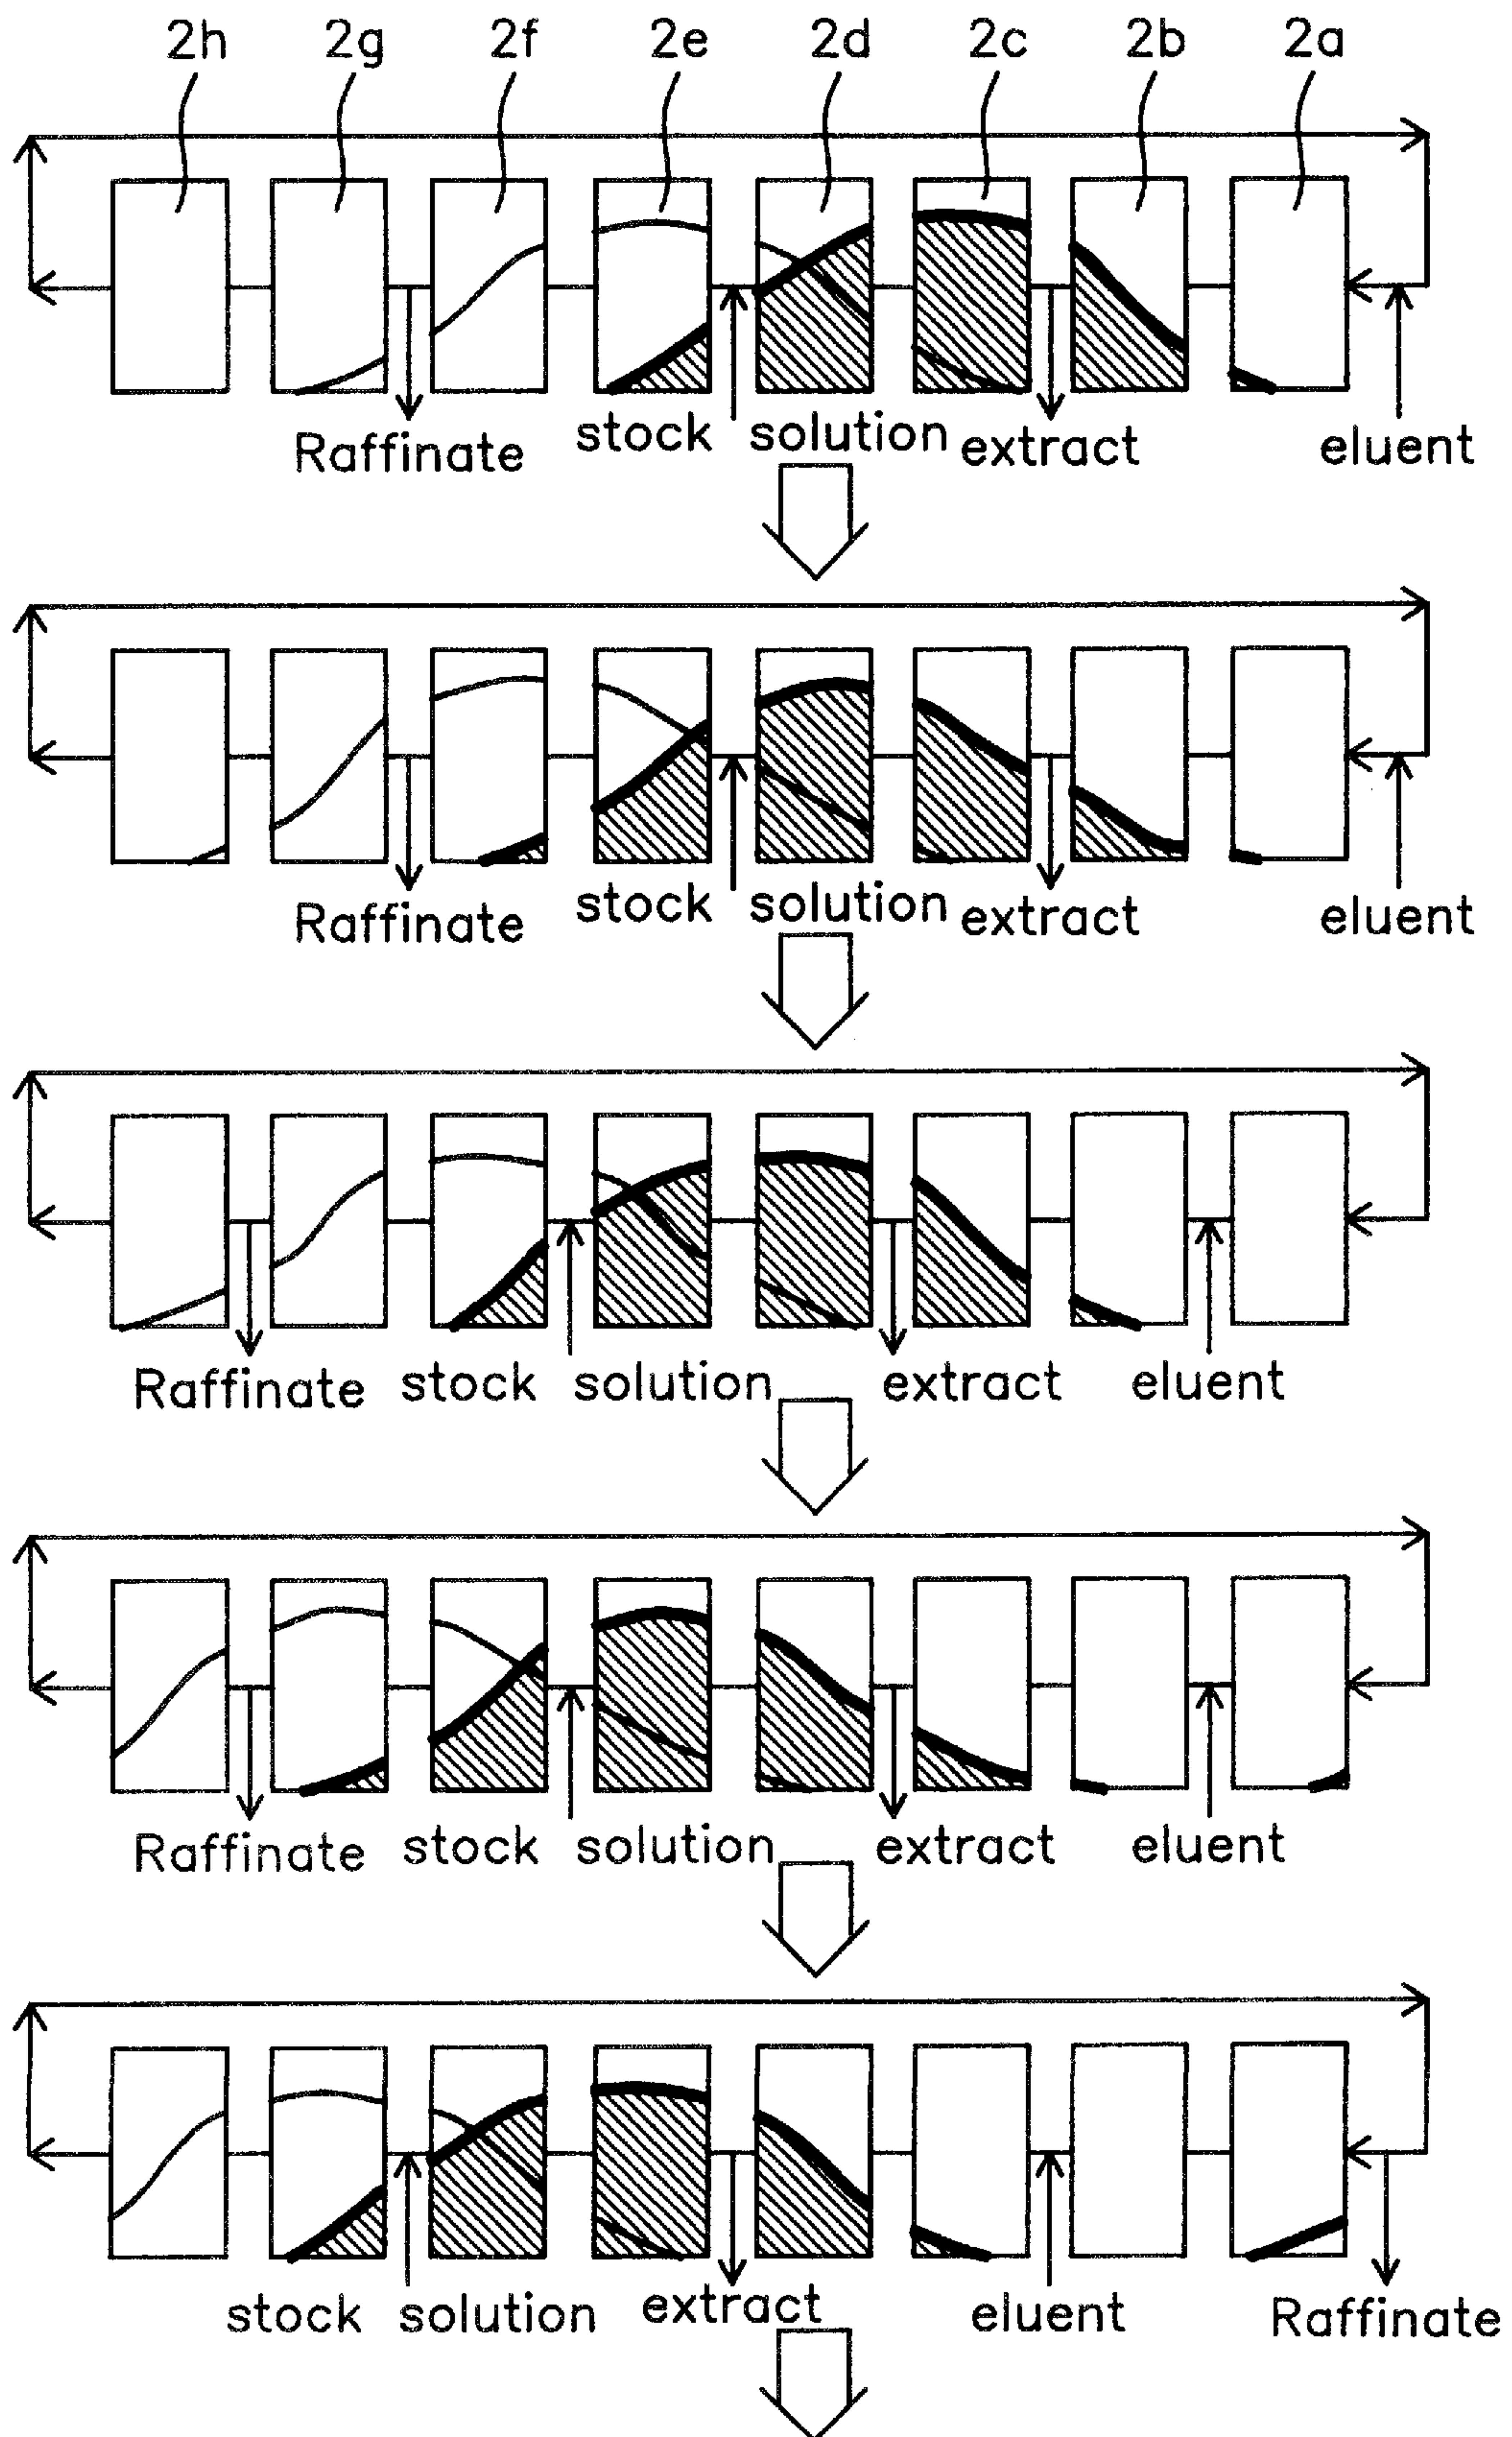 2h 2g 2f 2e 2d 2c 2b 2a
Raffinate stock solution extract eluent
Raffinate stock solution extract eluent
Raffinate stock solution extract eluent
Raffinate stock solution extract eluent
stock solution extract eluent Raffinate